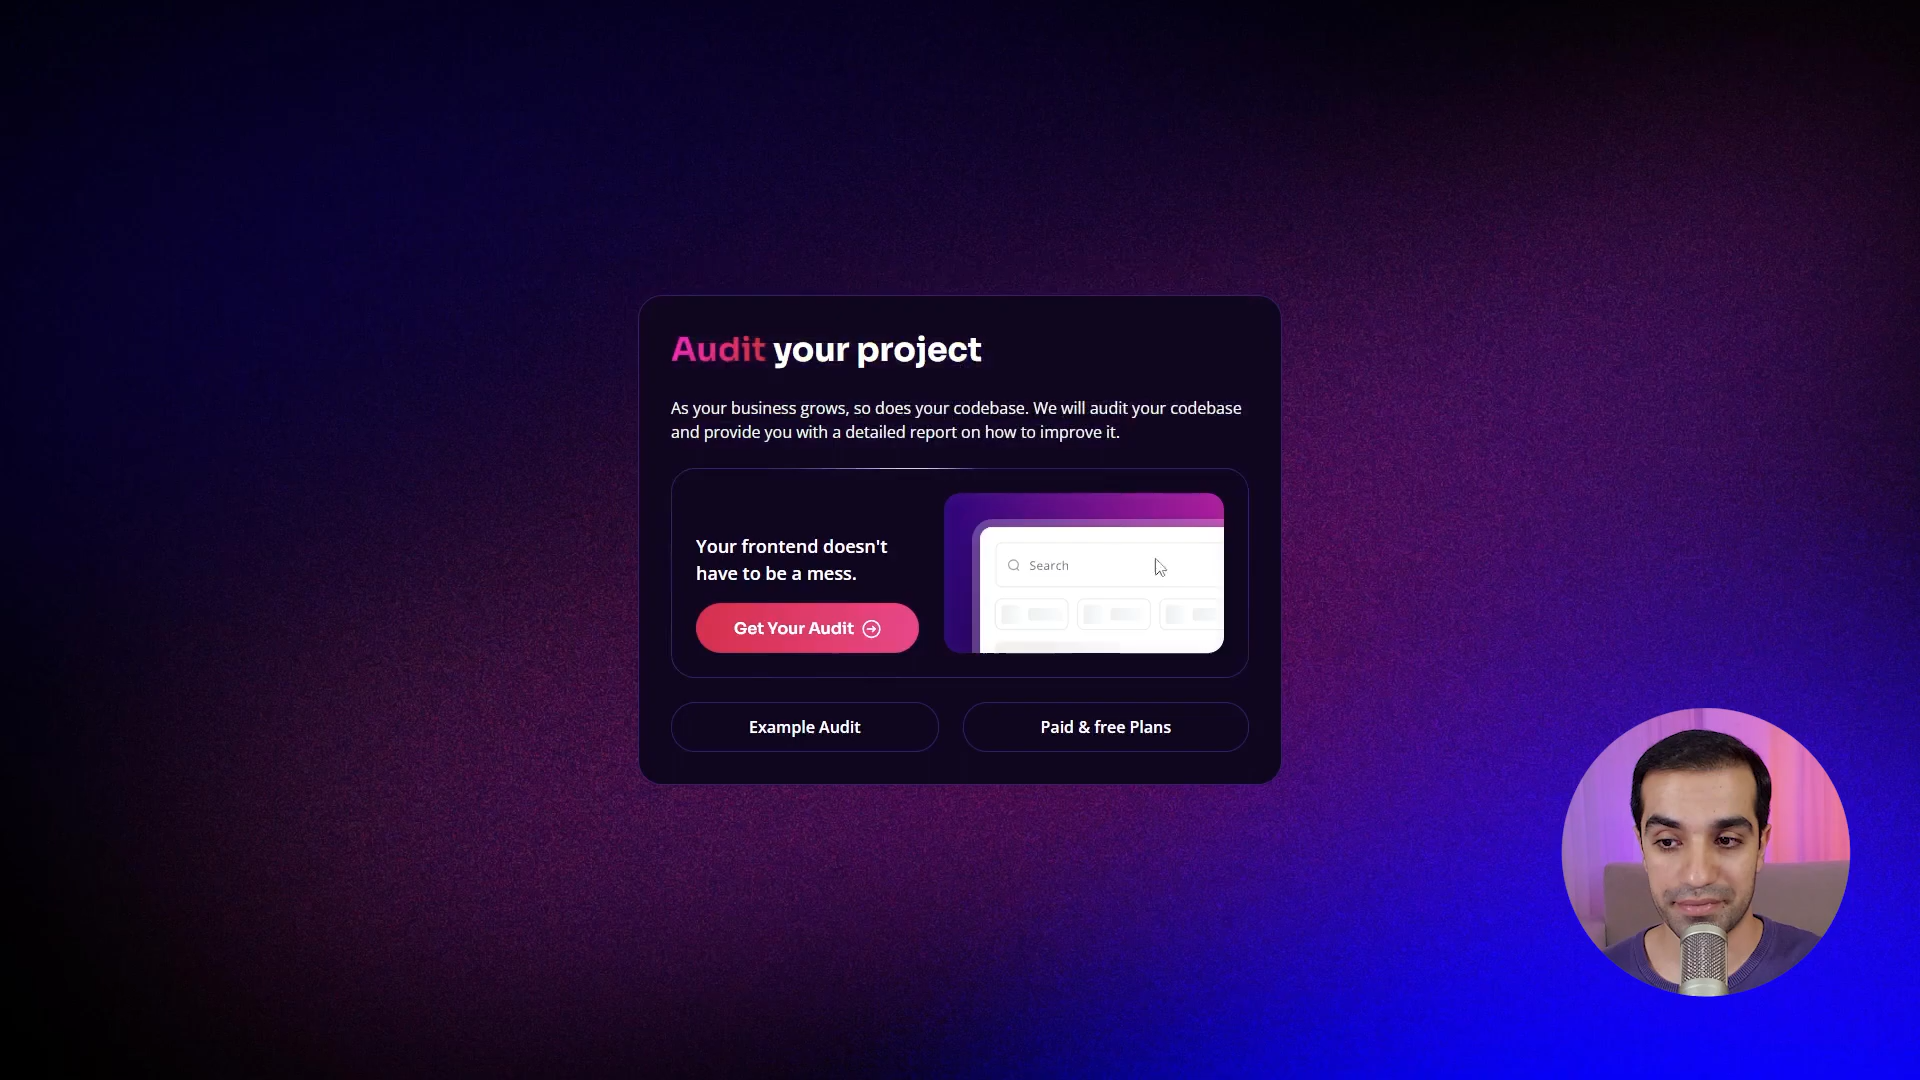 Audit your project
As your business grows, so does your codebase. We will audit your codebase
and provide you with a detailed report on how to improve it.
Your frontend doesn't
have to be a mess.
Search
Get Your Audit
Example Audit
Paid & free Plans